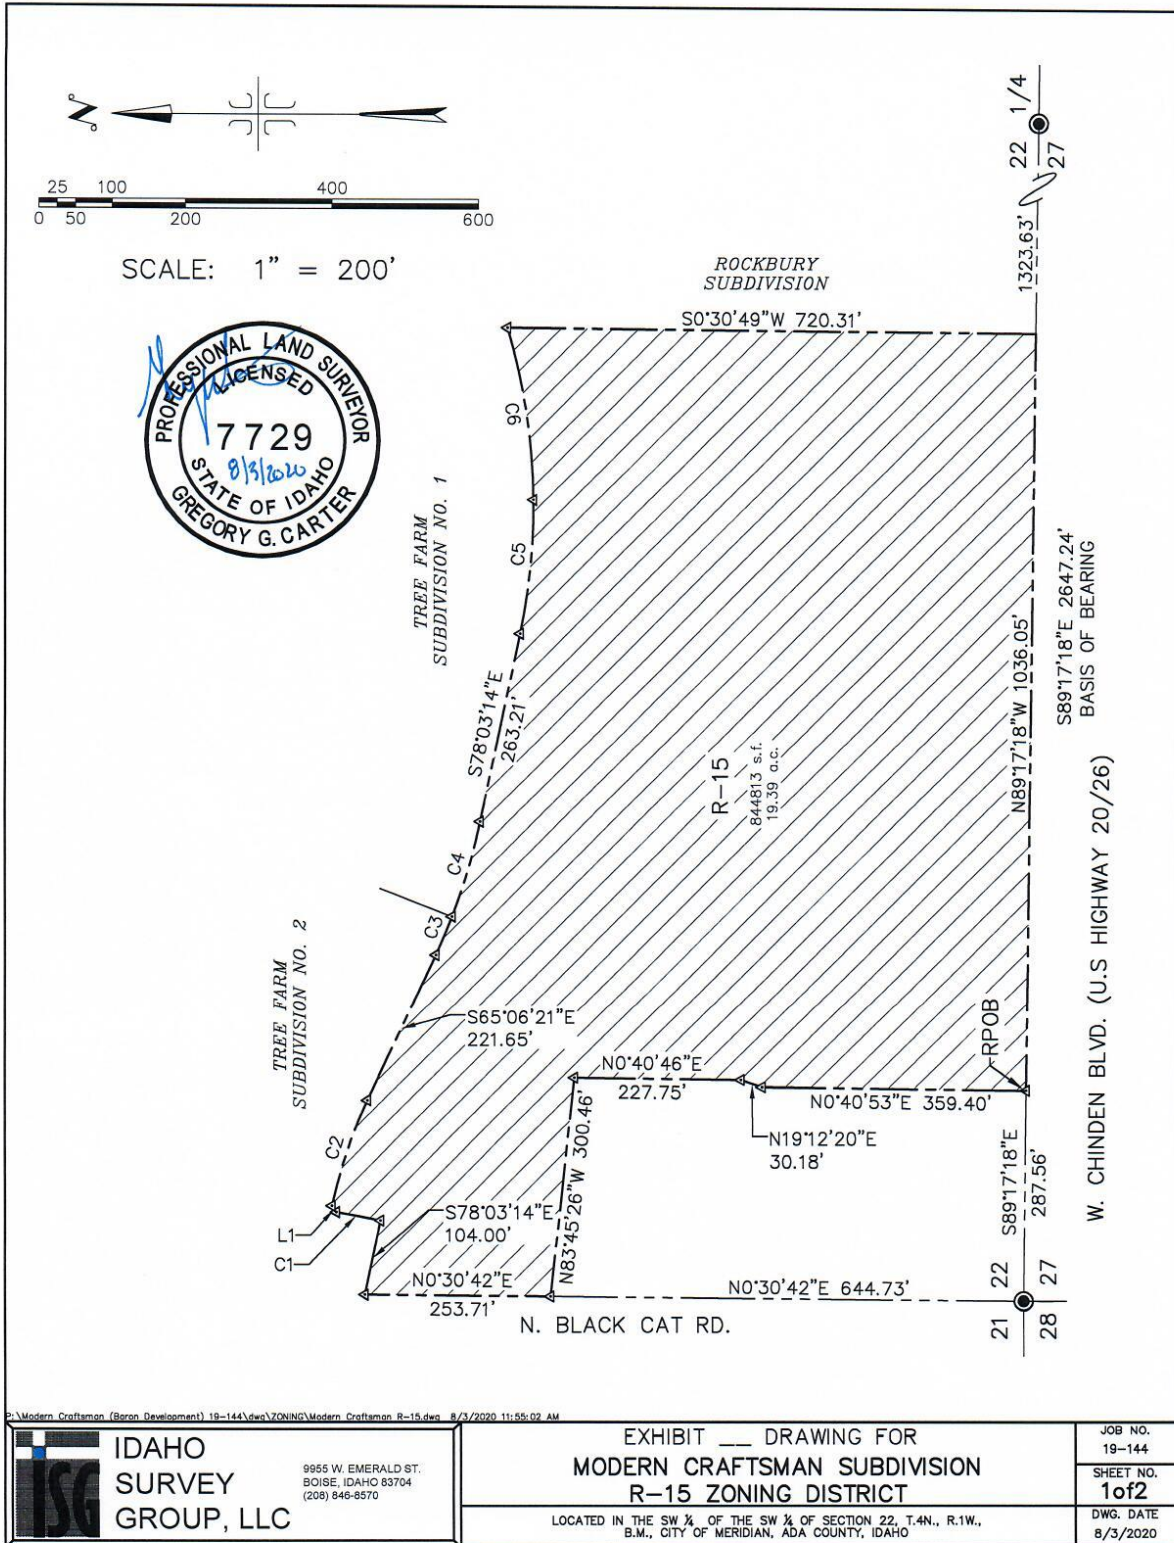 N
25 100 400
0 50 200 600
SCALE: 1" = 200'
PROFESSIONAL LAND SURVEYOR
LICENSED
7729
8/3/2020
STATE OF IDAHO
GREGORY G. CARTER
ROCKBURY
SUBDIVISION
S0°30'49"W 720.31'
1323.63'
22 1/4
27
C6
C5
TREE FARM
SUBDIVISION NO. 1
S78°03'14"E
263.21'
C4
C3
R-15
844813 s.f.
19.39 a.c.
N89°17'18"W 1036.05'
S89°17'18"E 2647.24'
BASIS OF BEARING
W. CHINDEN BLVD. (U.S HIGHWAY 20/26)
TREE FARM
SUBDIVISION NO. 2
S65°06'21"E
221.65'
C2
L1
C1
S78°03'14"E
104.00'
N0°40'46"E
227.75'
N83°45'26"W 300.46'
N19°12'20"E
30.18'
N0°40'53"E 359.40'
RPOB
S89°17'18"E
287.56'
N0°30'42"E
253.71'
N0°30'42"E 644.73'
N. BLACK CAT RD.
22 27
21 28
P:\Modern Craftsman (Baron Development) 19-144\dwg\ZONING\Modern Craftsman R-15.dwg 8/3/2020 11:55:02 AM
ISG
IDAHO
SURVEY
GROUP, LLC
9955 W. EMERALD ST.
BOISE, IDAHO 83704
(208) 846-8570
EXHIBIT __ DRAWING FOR
MODERN CRAFTSMAN SUBDIVISION
R-15 ZONING DISTRICT
LOCATED IN THE SW ¼ OF THE SW ¼ OF SECTION 22, T.4N., R.1W.,
B.M., CITY OF MERIDIAN, ADA COUNTY, IDAHO
JOB NO.
19-144
SHEET NO.
1of2
DWG. DATE
8/3/2020